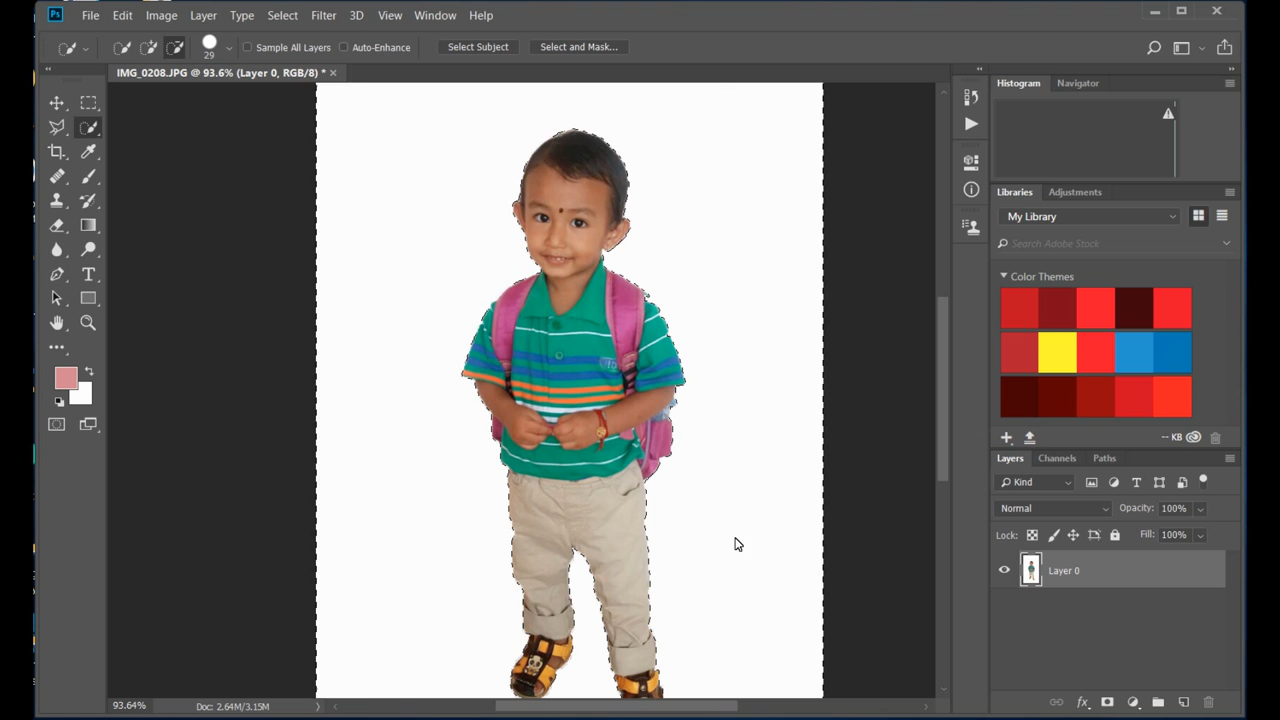 Ps File Edit Image Layer Type Select Filter 3D View Window Help
29 Sample All Layers Auto-Enhance Select Subject Select and Mask...
IMG_0208.JPG @ 93.6% (Layer 0, RGB/8) * ×
Histogram Navigator
Libraries Adjustments
My Library
Search Adobe Stock
Color Themes
-- KB
Layers Channels Paths
Kind
Normal Opacity: 100%
Lock: Fill: 100%
Layer 0
93.64% Doc: 2.64M/3.15M
fx